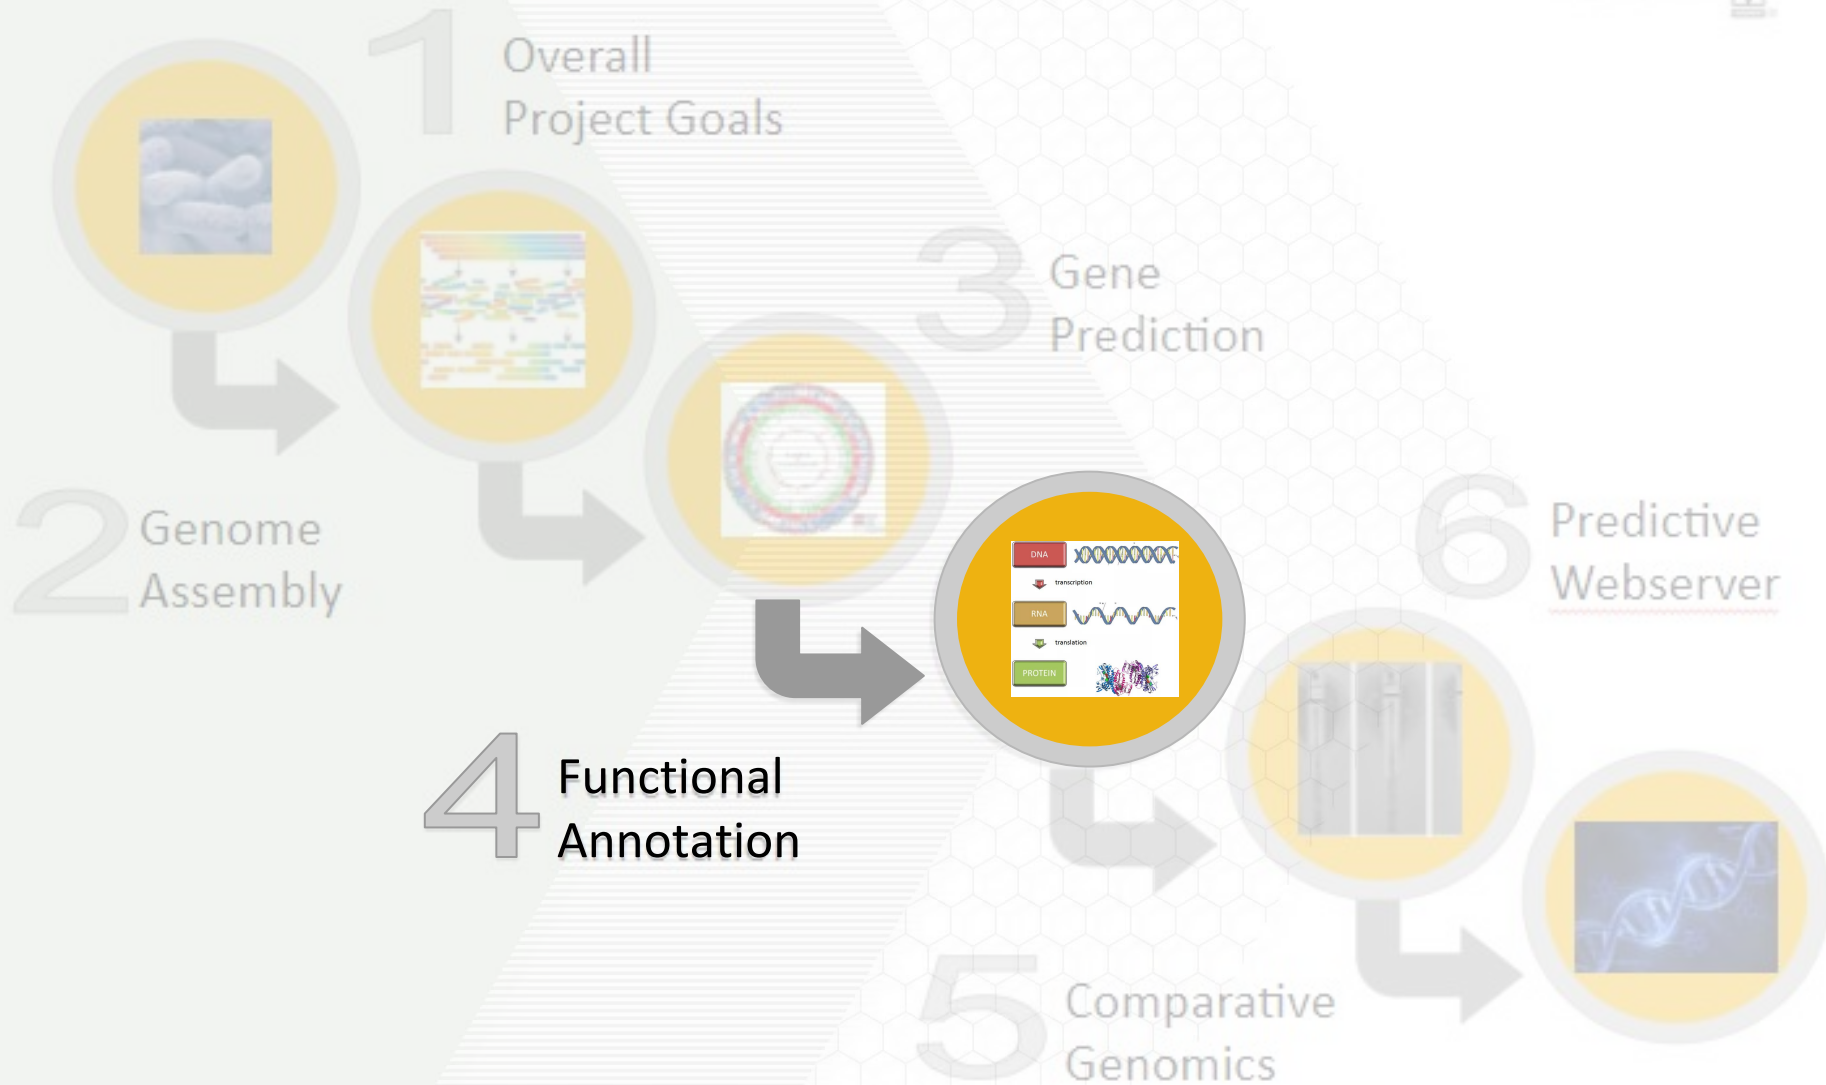 1
Overall
Project Goals
2
Genome
Assembly
3
Gene
Prediction
4
Functional
Annotation
DNA
transcription
RNA
translation
PROTEIN
5
Comparative
Genomics
6
Predictive
Webserver